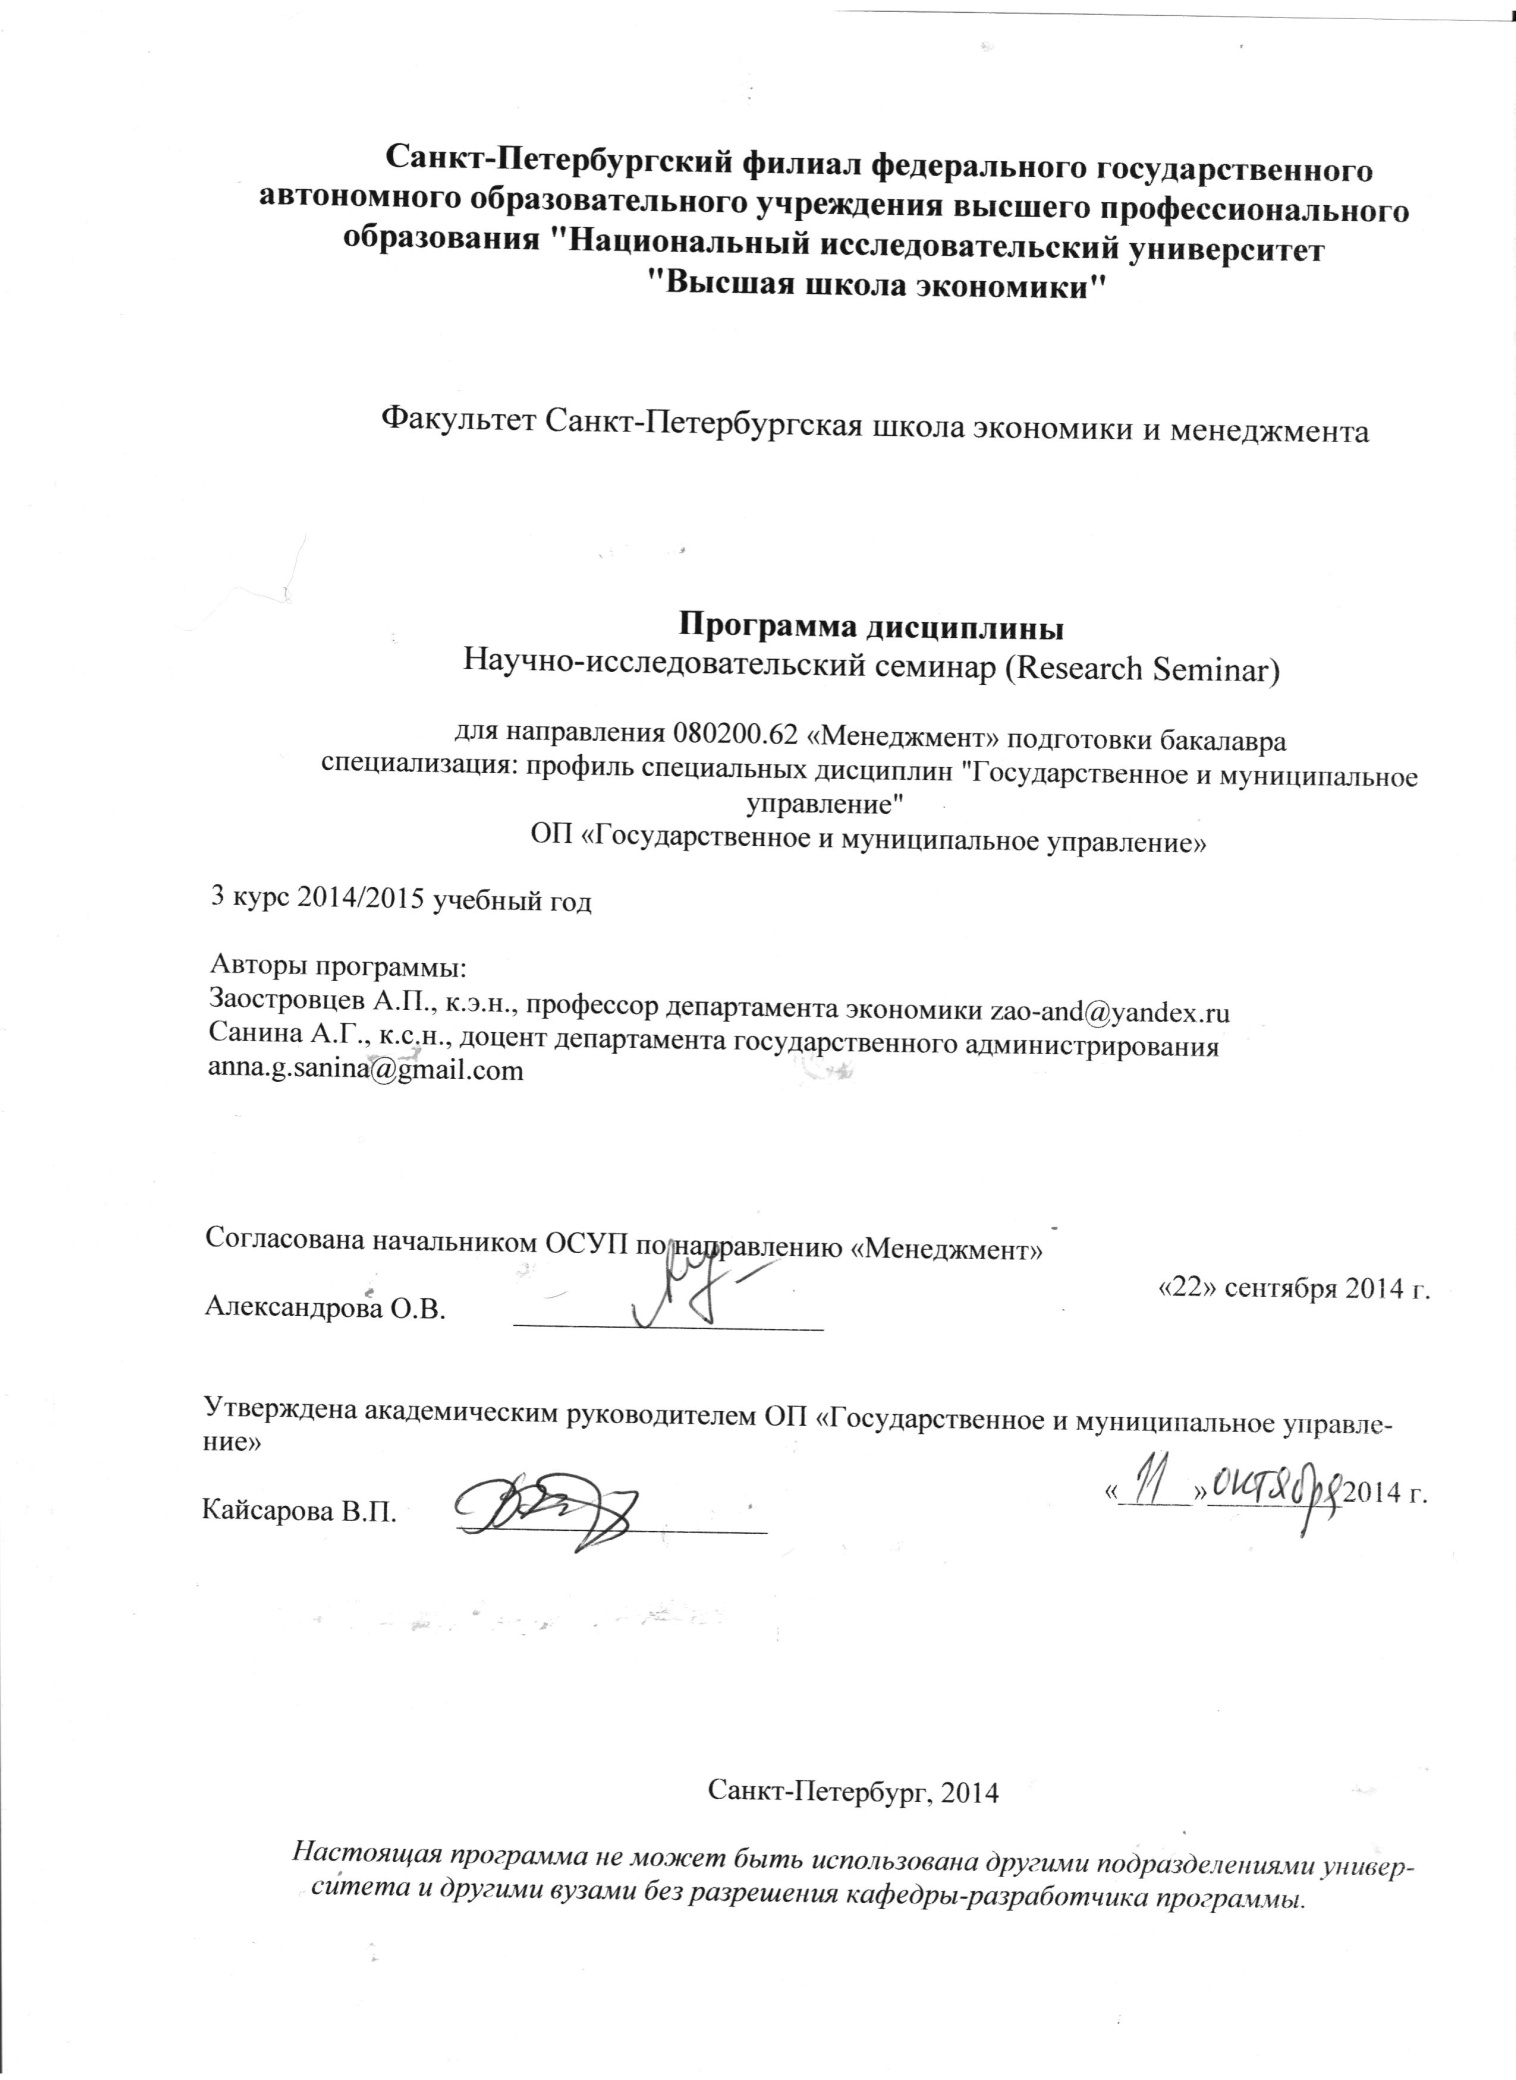 Санкт-Петербургский филиал федерального государственного
автономного образовательного учреждения высшего профессионального
образования "Национальный исследовательский университет
"Высшая школа экономики"
Факультет Санкт-Петербургская школа экономики и менеджмента
Программа дисциплины
Научно-исследовательский семинар (Research Seminar)
для направления 080200.62 «Менеджмент» подготовки бакалавра
специализация: профиль специальных дисциплин "Государственное и муниципальное
управление"
ОП «Государственное и муниципальное управление»
3 курс 2014/2015 учебный год
Авторы программы:
Заостровцев А.П., к.э.н., профессор департамента экономики zao-and@yandex.ru
Санина А.Г., к.с.н., доцент департамента государственного администрирования
anna.g.sanina@gmail.com
Согласована начальником ОСУП по направлению «Менеджмент»
«22» сентября 2014 г.
Александрова О.В.
Утверждена академическим руководителем ОП «Государственное и муниципальное управле-
ние»
«11» октября 2014 г.
Кайсарова В.П.
Санкт-Петербург, 2014
Настоящая программа не может быть использована другими подразделениями универ-
ситета и другими вузами без разрешения кафедры-разработчика программы.